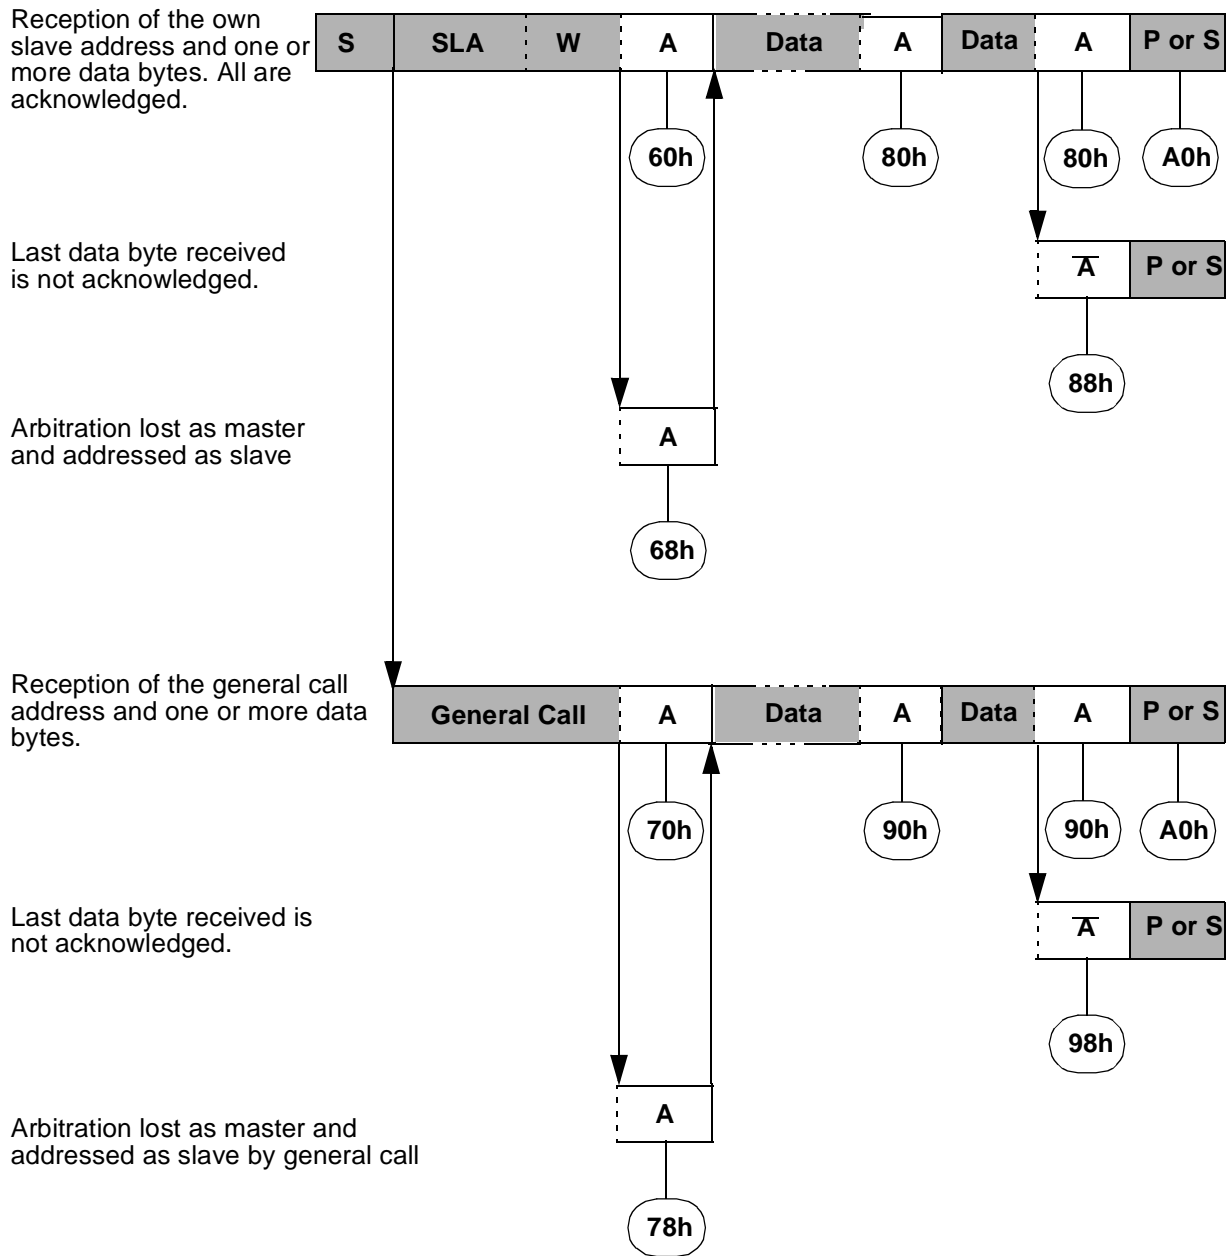 Reception of the own
slave address and one or
more data bytes. All are
acknowledged.
S SLA W A Data A Data A P or S
60h 80h 80h A0h
Last data byte received
is not acknowledged.
A̅ P or S
88h
Arbitration lost as master
and addressed as slave
A
68h
Reception of the general call
address and one or more data
bytes.
General Call A Data A Data A P or S
70h 90h 90h A0h
Last data byte received is
not acknowledged.
A̅ P or S
98h
Arbitration lost as master and
addressed as slave by general call
A
78h